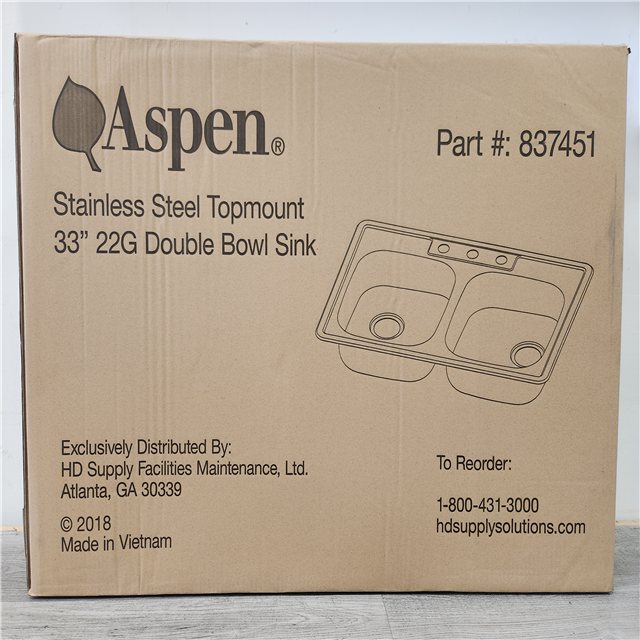 Aspen®
Part #: 837451
Stainless Steel Topmount
33” 22G Double Bowl Sink
Exclusively Distributed By:
HD Supply Facilities Maintenance, Ltd.
Atlanta, GA 30339
© 2018
Made in Vietnam
To Reorder:
1-800-431-3000
hdsupplysolutions.com